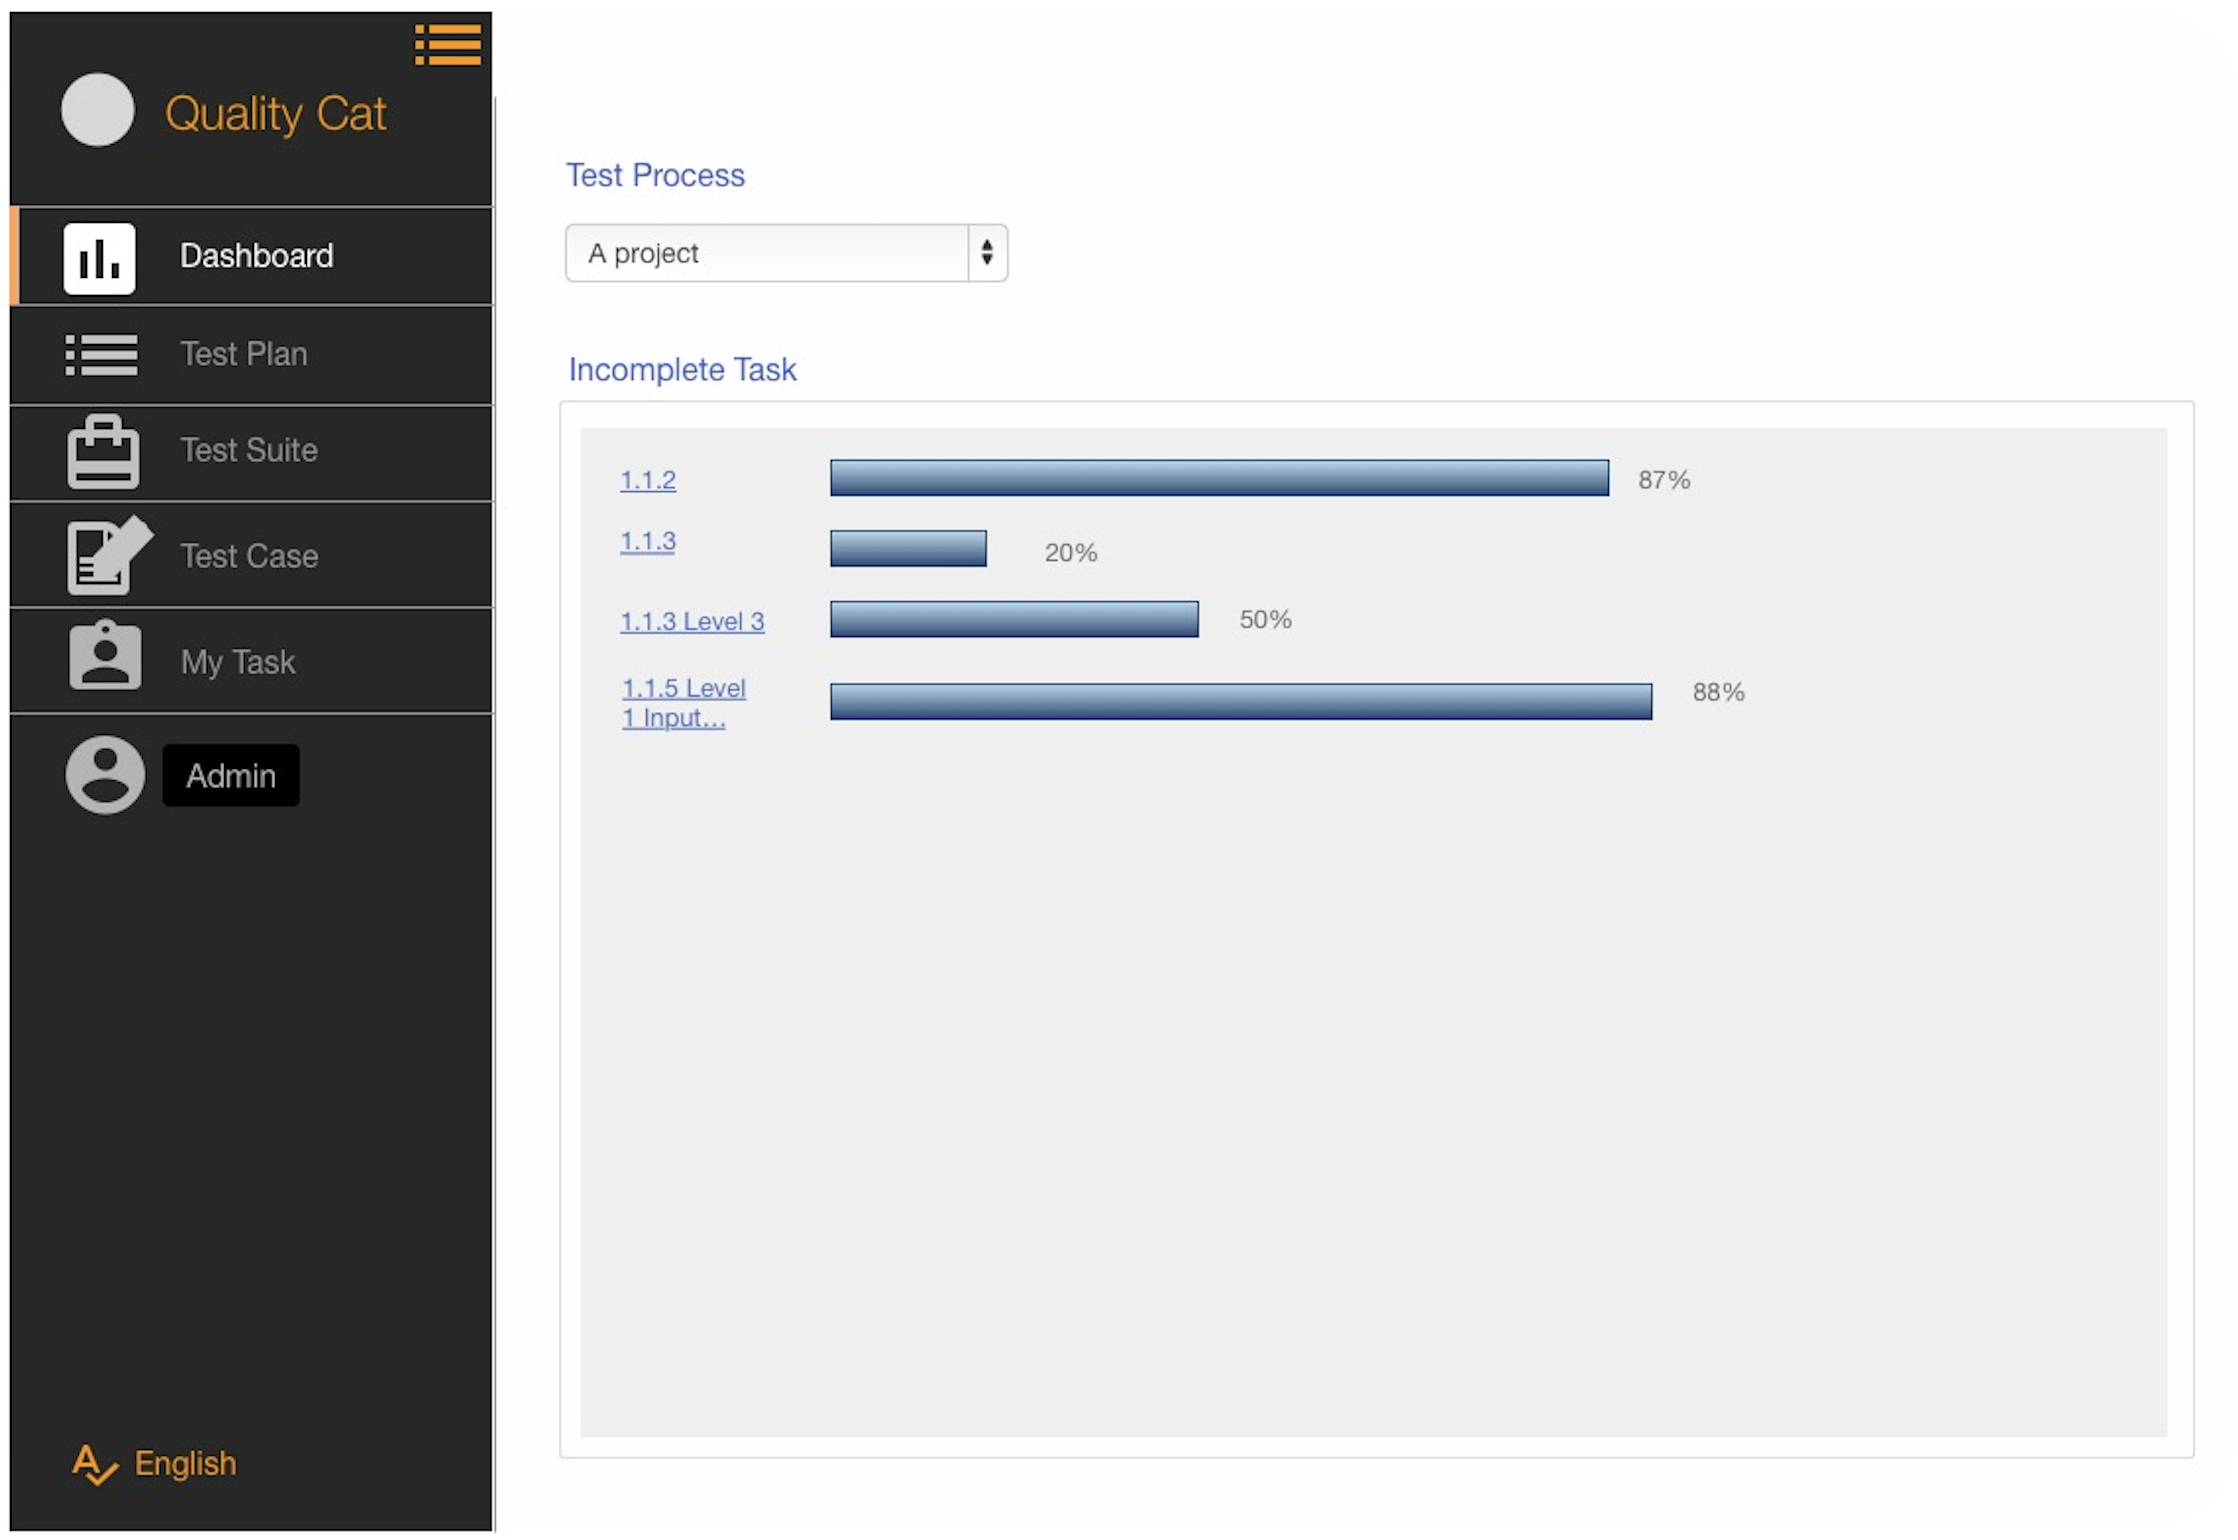 Quality Cat
Dashboard
Test Plan
Test Suite
Test Case
My Task
Admin
English
Test Process
A project
Incomplete Task
1.1.2
87%
1.1.3
20%
1.1.3 Level 3
50%
1.1.5 Level
1 Input...
88%